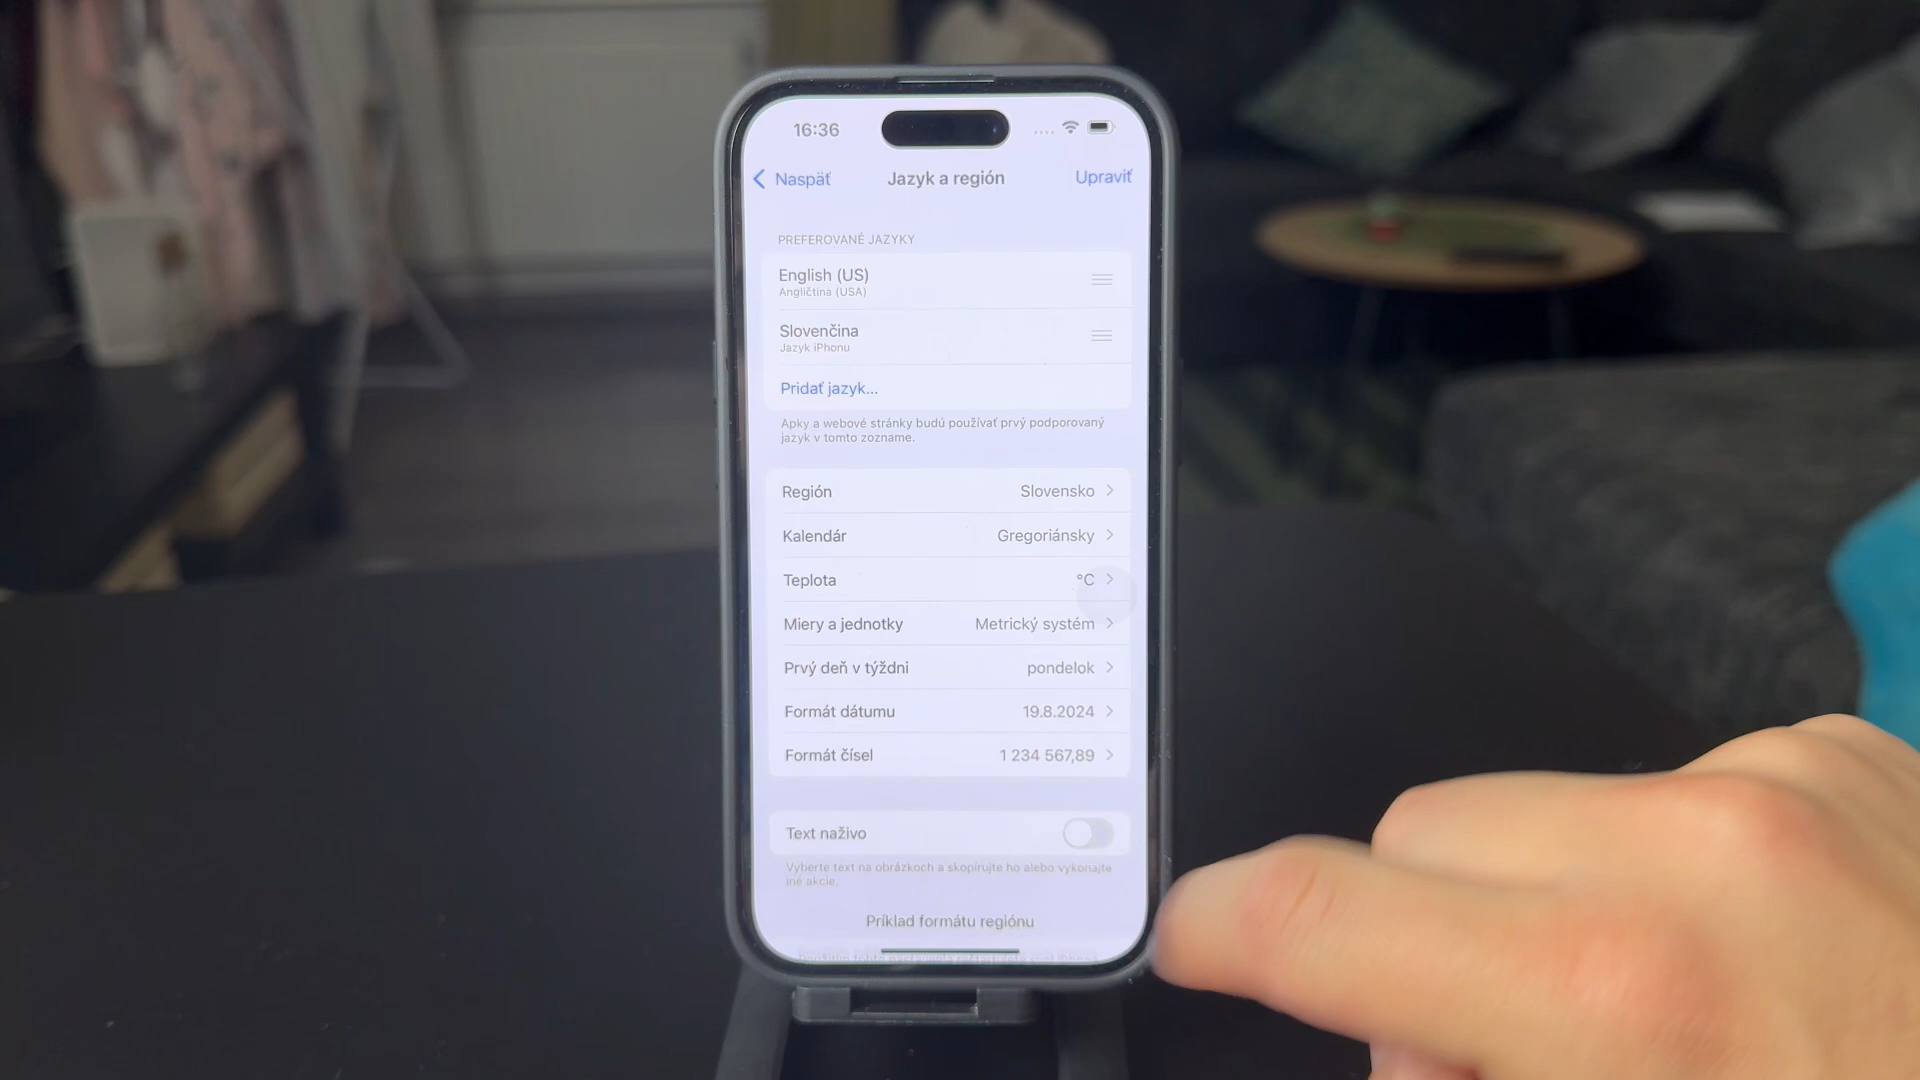 16:36
Naspäť
Jazyk a región
Upraviť
PREFEROVANÉ JAZYKY
English (US)
Angličtina (USA)
Slovenčina
Jazyk iPhonu
Pridať jazyk...
Apky a webové stránky budú používať prvý podporovaný
jazyk v tomto zozname.
Región Slovensko
Kalendár Gregoriánsky
Teplota °C
Miery a jednotky Metrický systém
Prvý deň v týždni pondelok
Formát dátumu 19.8.2024
Formát čísel 1 234 567,89
Text naživo
Vyberte text na obrázkoch a skopírujte ho alebo vykonajte
iné akcie.
Príklad formátu regiónu